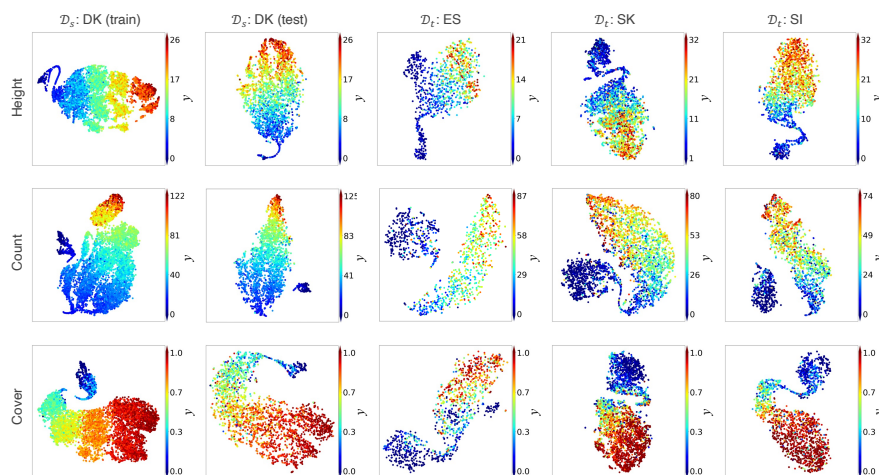 𝒟ₛ: DK (train)
𝒟ₛ: DK (test)
𝒟ₜ: ES
𝒟ₜ: SK
𝒟ₜ: SI
Height
26
17
8
0
y
26
17
8
0
y
21
14
7
0
y
32
21
11
1
y
32
21
10
0
y
Count
122
81
40
0
y
125
83
41
0
y
87
58
29
0
y
80
53
26
0
y
74
49
24
0
y
Cover
1.0
0.7
0.3
0.0
y
1.0
0.7
0.3
0.0
y
1.0
0.7
0.3
0.0
y
1.0
0.7
0.3
0.0
y
1.0
0.7
0.3
0.0
y